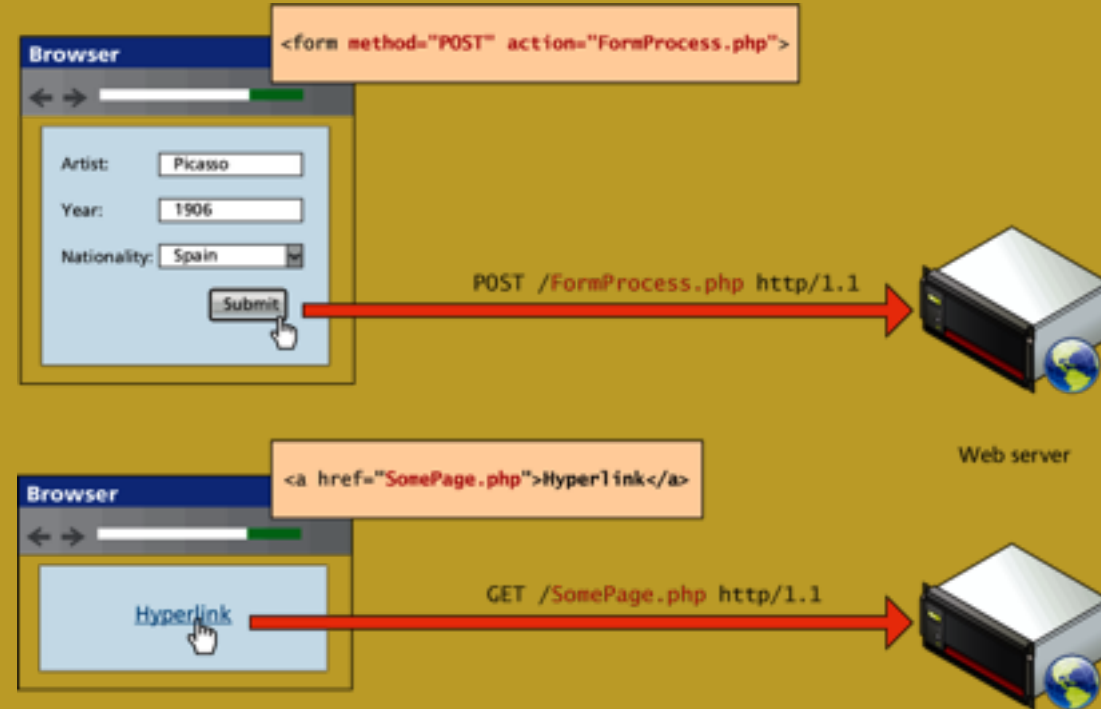 <form method="POST" action="FormProcess.php">
Browser
Artist: Picasso
Year: 1906
Nationality: Spain
Submit
POST /FormProcess.php http/1.1
Web server
<a href="SomePage.php">Hyperlink</a>
Browser
Hyperlink
GET /SomePage.php http/1.1